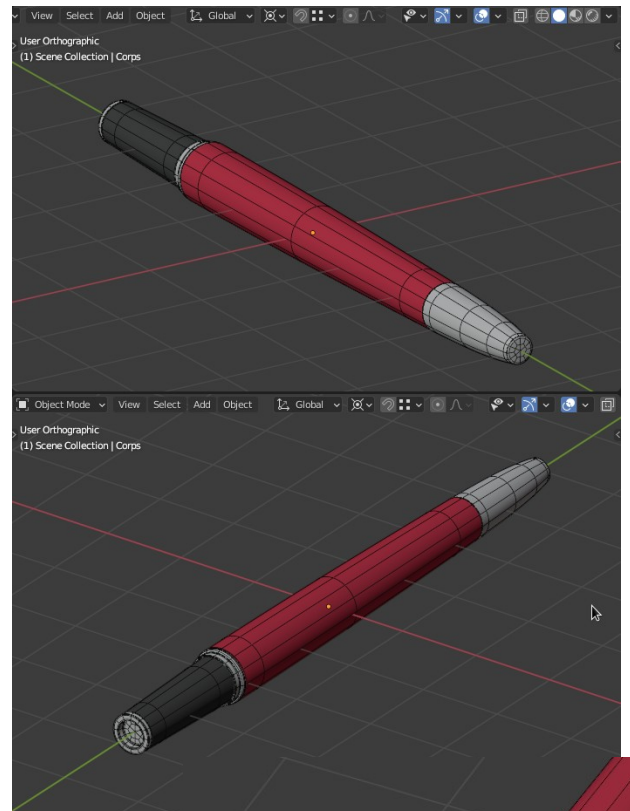 View Select Add Object Global
User Orthographic
(1) Scene Collection | Corps
Object Mode View Select Add Object Global
User Orthographic
(1) Scene Collection | Corps